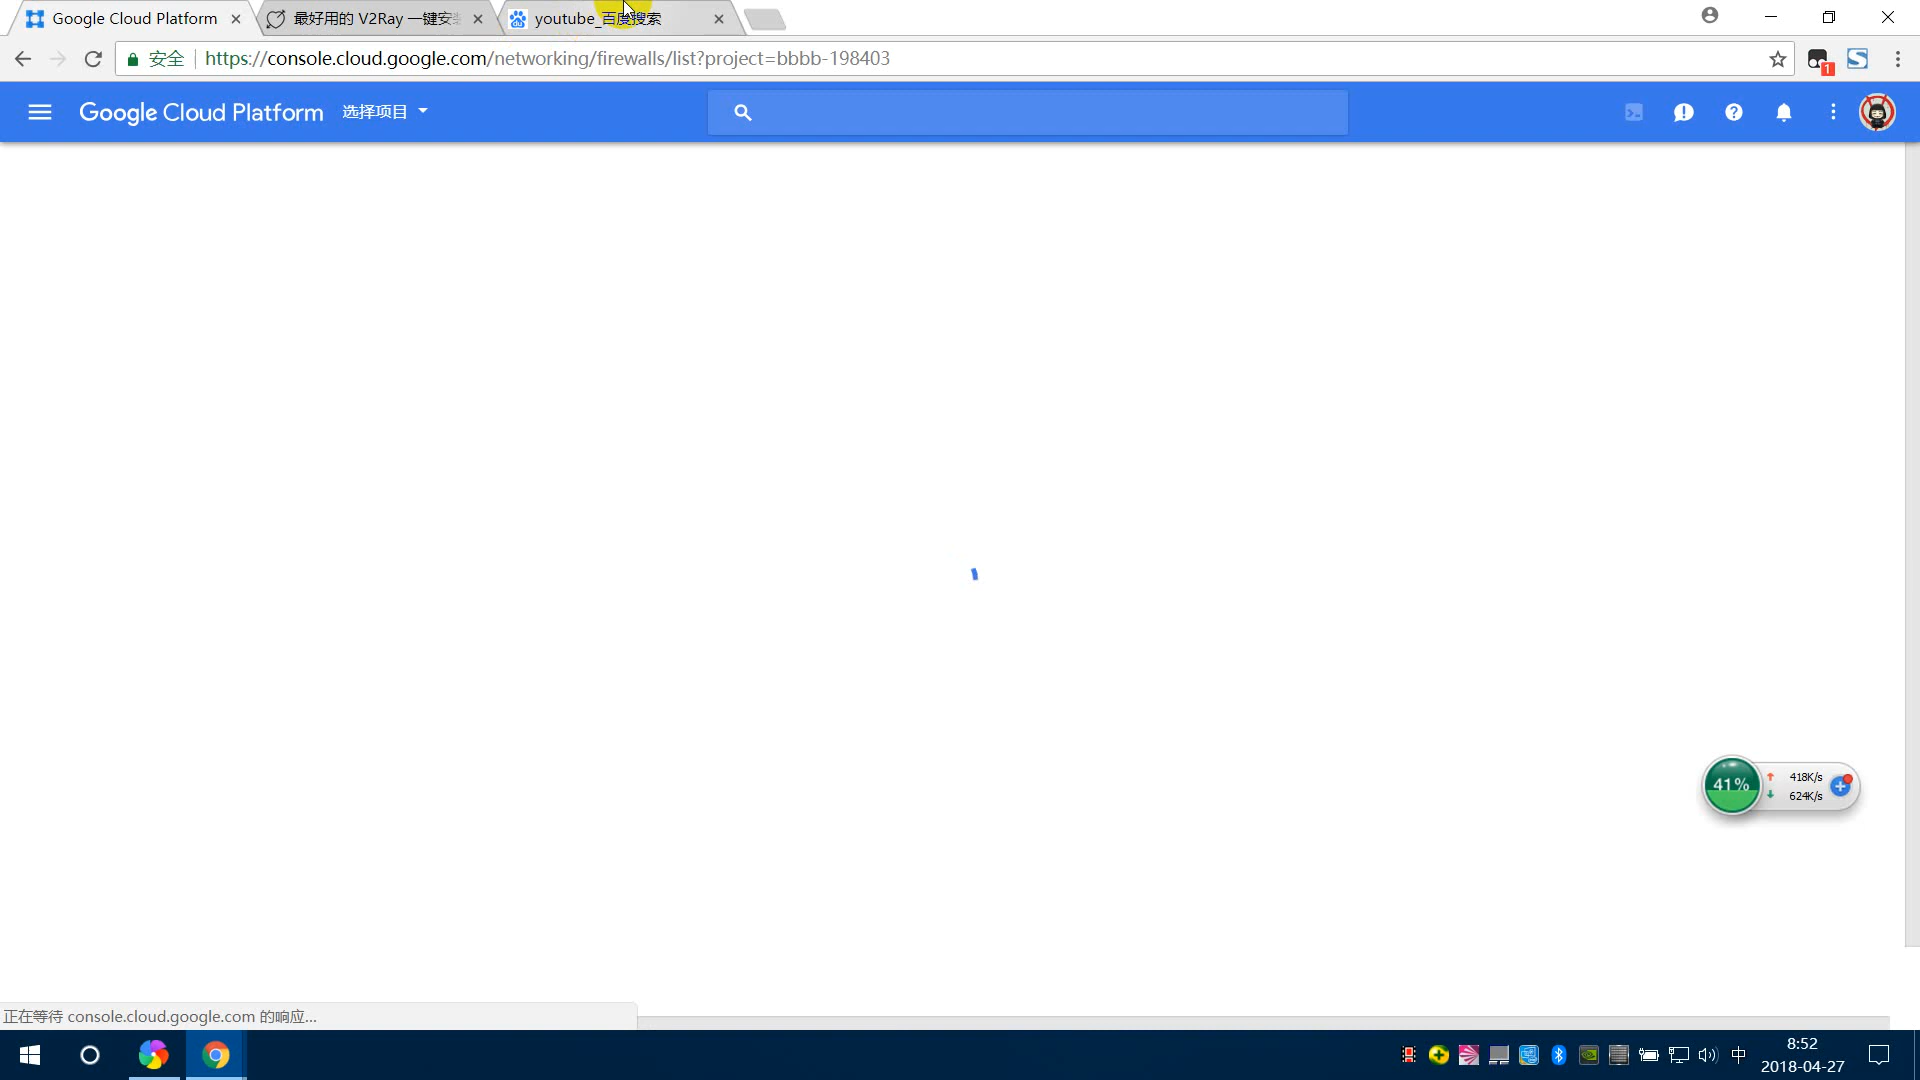 Google Cloud Platform
最好用的 V2Ray 一键安
youtube_百度搜索
安全
https://console.cloud.google.com/networking/firewalls/list?project=bbbb-198403
1
Google Cloud Platform
选择项目
41%
418K/s
624K/s
正在等待 console.cloud.google.com 的响应...
中
8:52
2018-04-27